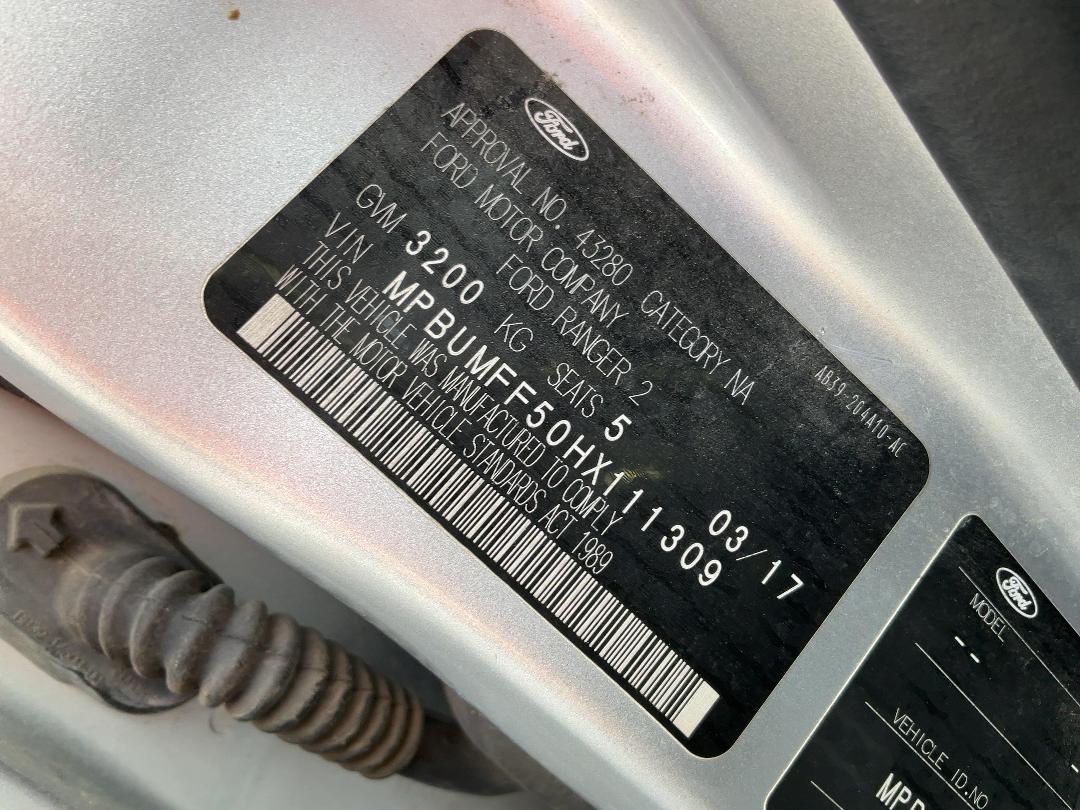 Ford
APPROVAL NO. 43280 CATEGORY NA
FORD MOTOR COMPANY
FORD RANGER 2
GVM 3200 KG SEATS 5
03/17
VIN MPBUMFF50HX111309
THIS VEHICLE WAS MANUFACTURED TO COMPLY
WITH THE MOTOR VEHICLE STANDARDS ACT 1989
AB39-204A10-AC
Ford
MODEL
--
VEHICLE ID.NO